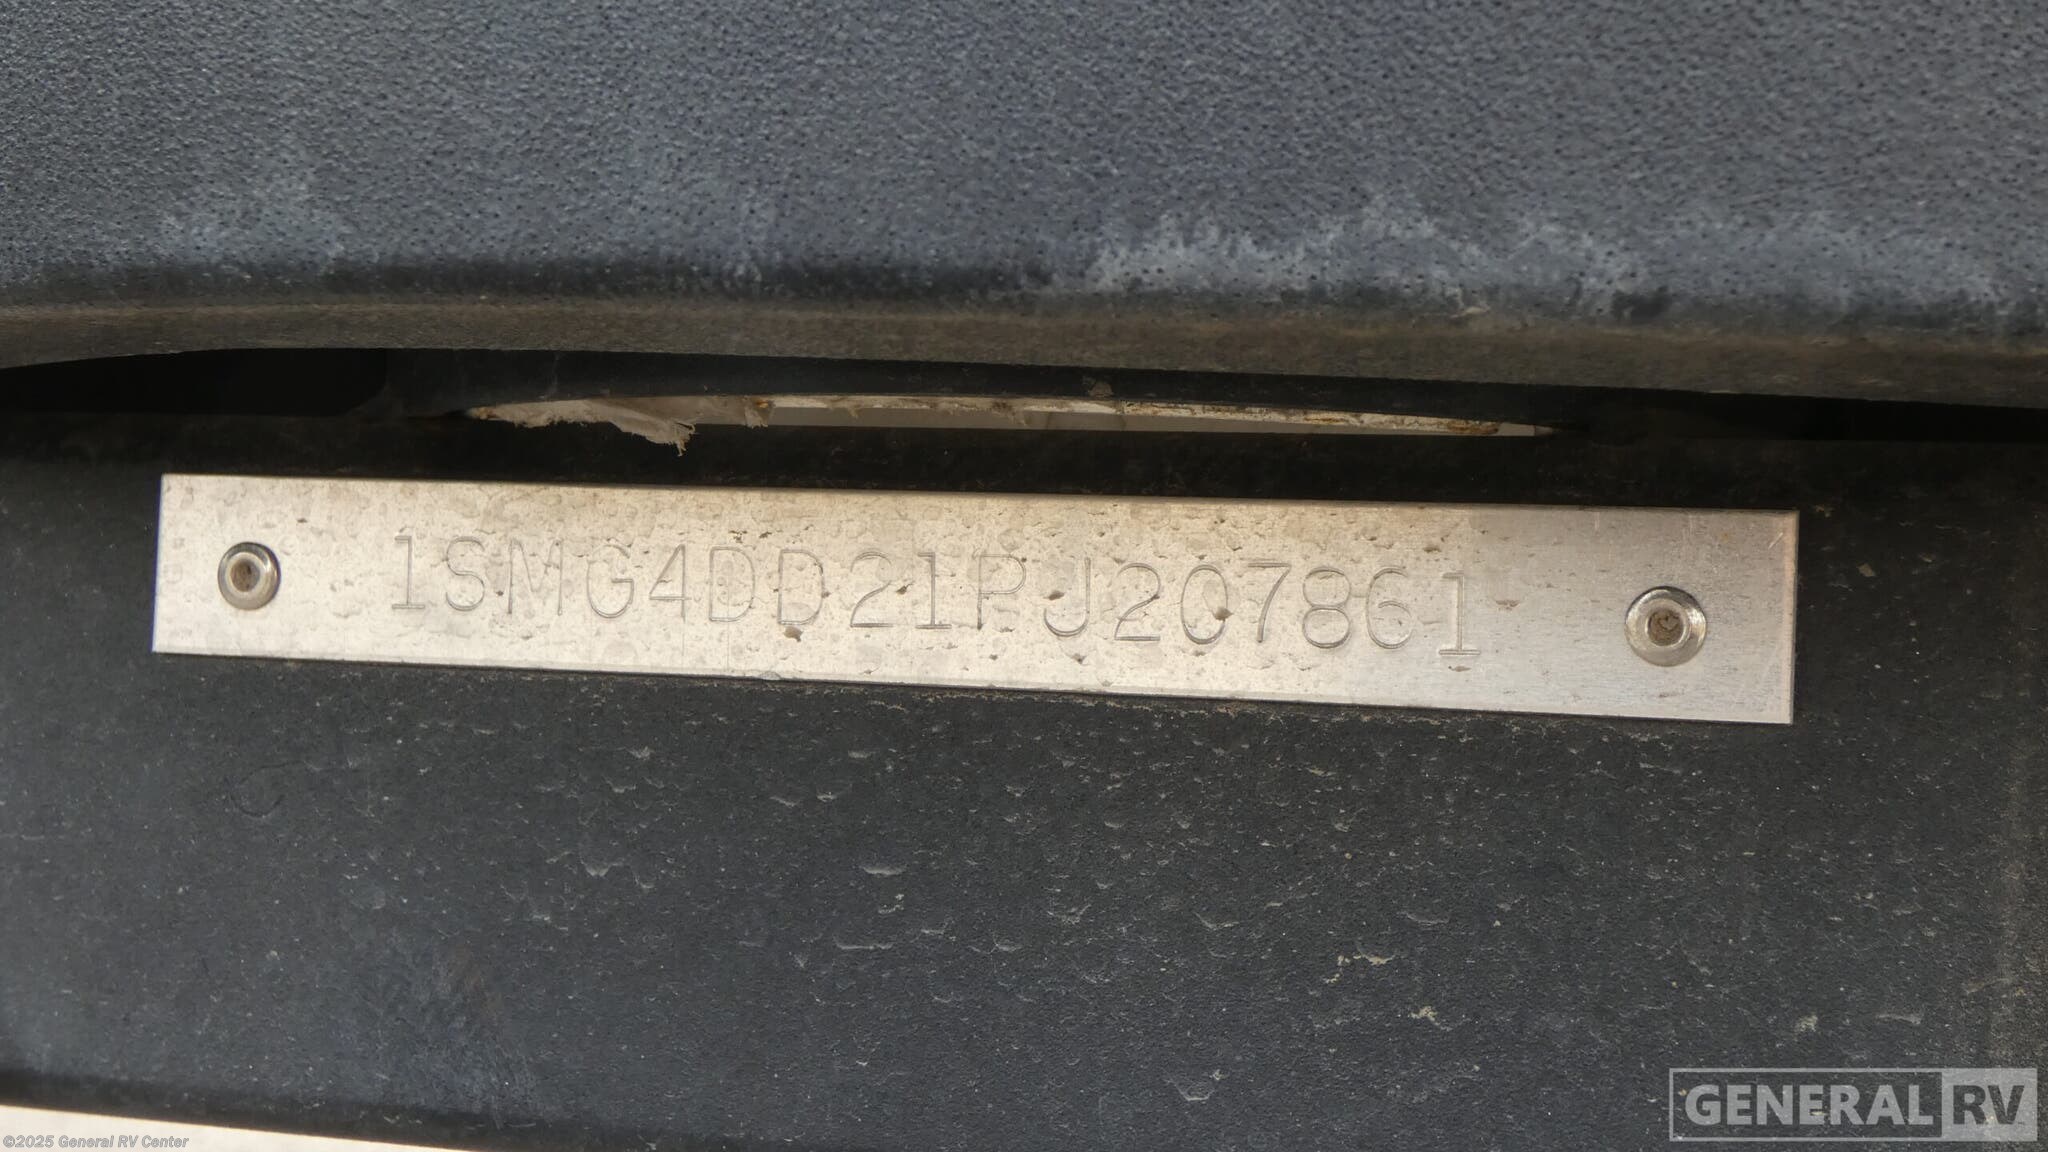 1SMG4DD21PJ207861
GENERAL RV
©2025 General RV Center